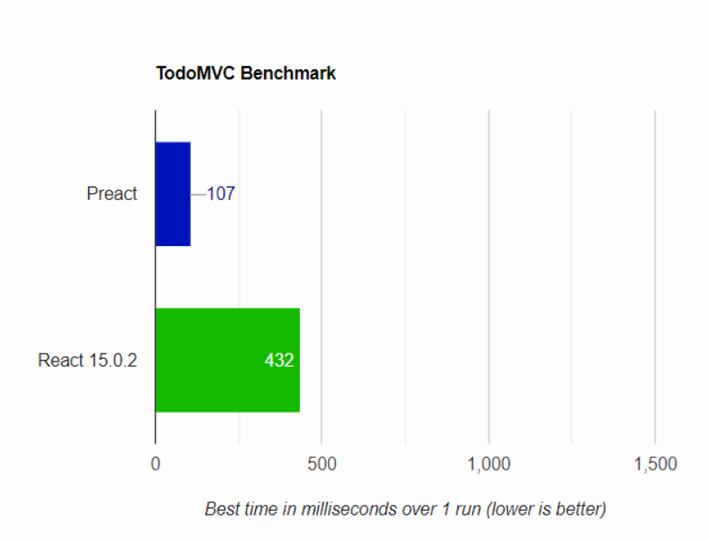 TodoMVC Benchmark
Preact
107
React 15.0.2
432
0 500 1,000 1,500
Best time in milliseconds over 1 run (lower is better)